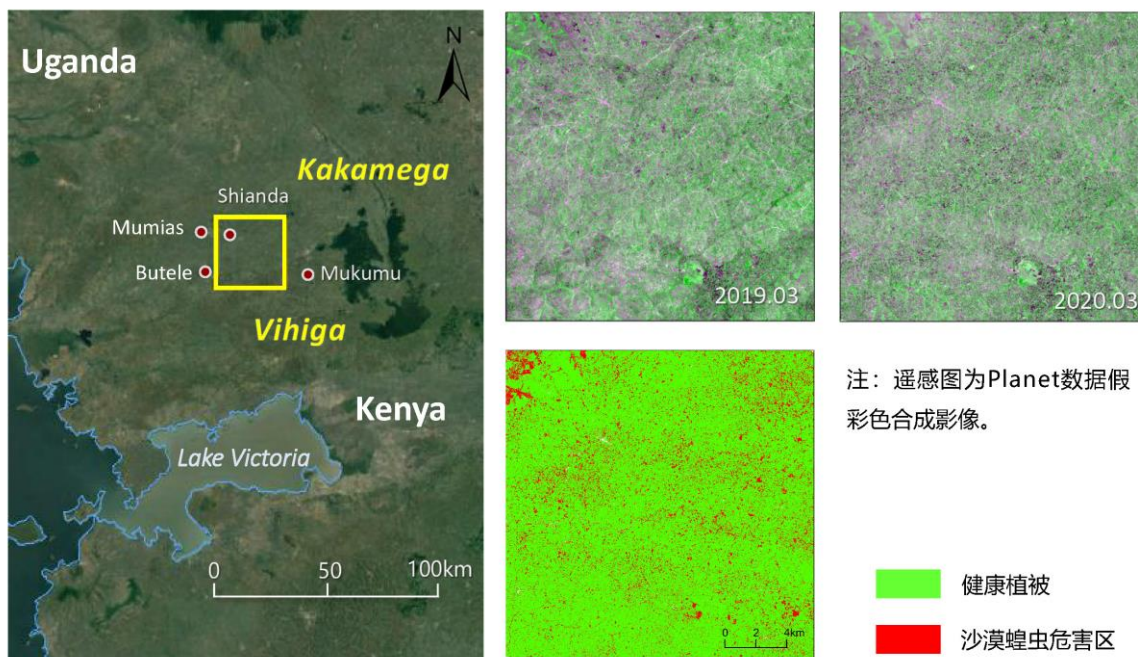 Uganda
N
Kakamega
Shianda
Mumias
Butele
Mukumu
Vihiga
Kenya
Lake Victoria
0 50 100km
2019.03
2020.03
0 2 4km
注：遥感图为Planet数据假
彩色合成影像。
健康植被
沙漠蝗虫危害区